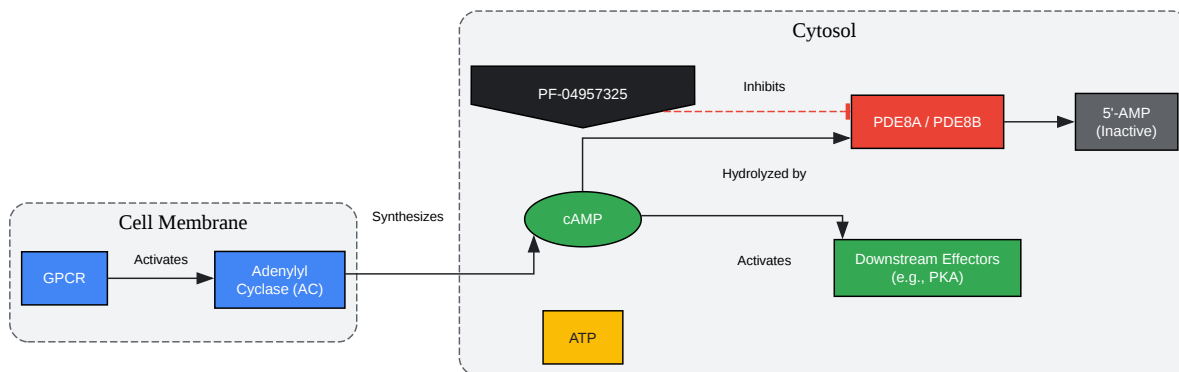 Cytosol
PF-04957325
Inhibits
PDE8A / PDE8B
5'-AMP
(Inactive)
Hydrolyzed by
Cell Membrane
Synthesizes
cAMP
GPCR
Activates
Adenylyl
Cyclase (AC)
Activates
Downstream Effectors
(e.g., PKA)
ATP